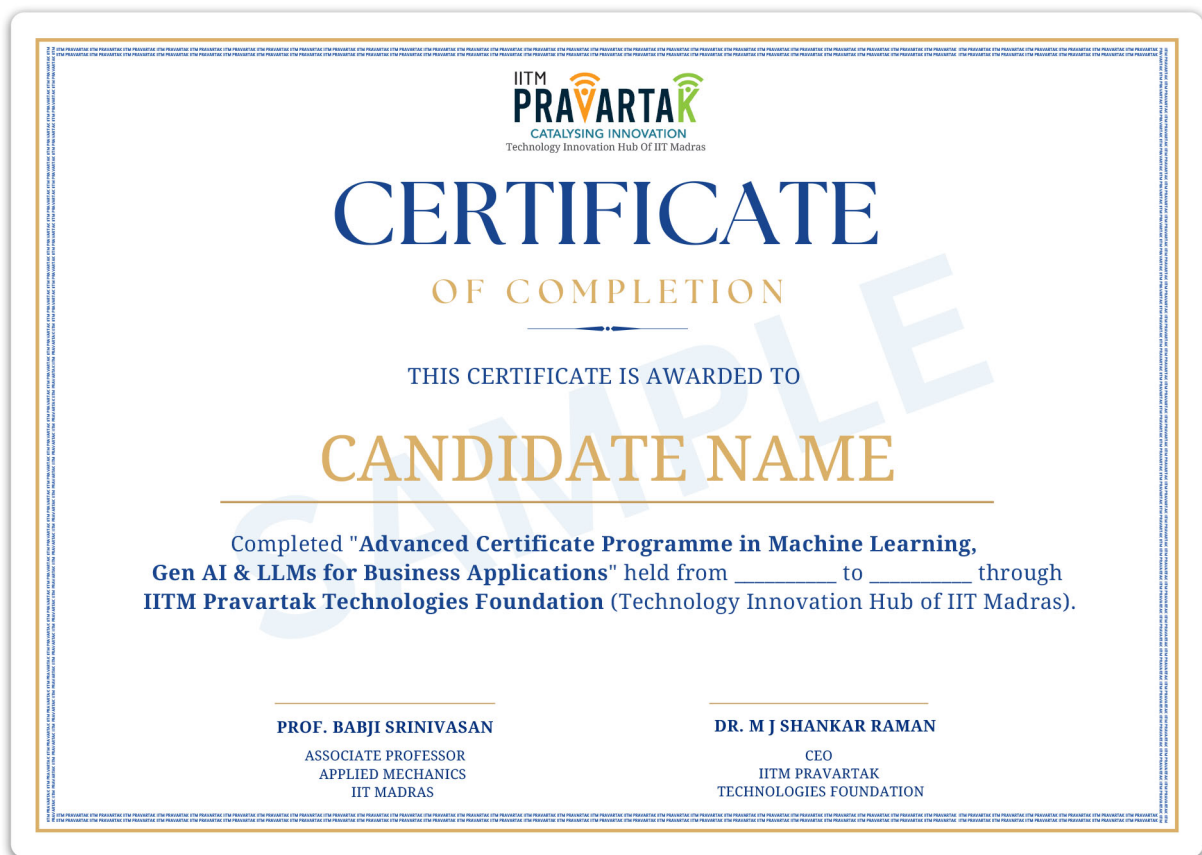 IITM
PRAVARTAK
CATALYSING INNOVATION
Technology Innovation Hub Of IIT Madras
CERTIFICATE
OF COMPLETION
THIS CERTIFICATE IS AWARDED TO
CANDIDATE NAME
SAMPLE
Completed "Advanced Certificate Programme in Machine Learning,
Gen AI & LLMs for Business Applications" held from __________ to __________ through
IITM Pravartak Technologies Foundation (Technology Innovation Hub of IIT Madras).
PROF. BABJI SRINIVASAN
ASSOCIATE PROFESSOR
APPLIED MECHANICS
IIT MADRAS
DR. M J SHANKAR RAMAN
CEO
IITM PRAVARTAK
TECHNOLOGIES FOUNDATION